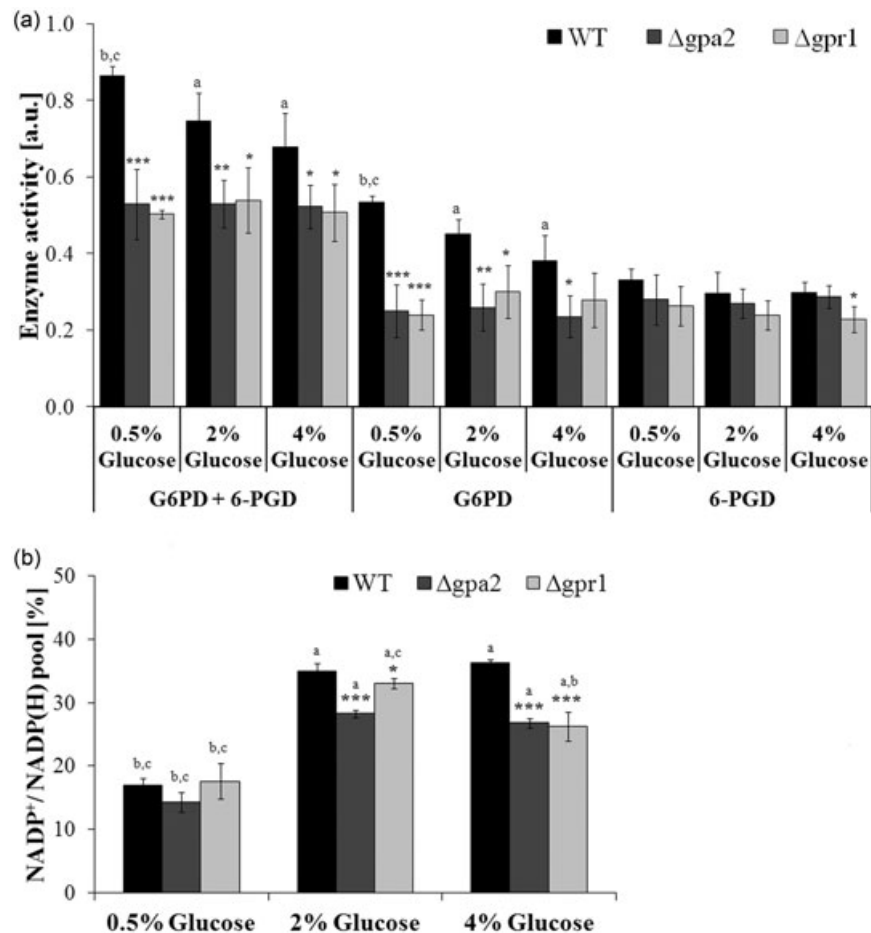 (a)
1.0
0.8
0.6
0.4
0.2
0.0
Enzyme activity [a.u.]
WT Δgpa2 Δgpr1
b,c
***
***
a
**
*
a
*
*
b,c
***
***
a
**
*
a
*
*
0.5% Glucose
2% Glucose
4% Glucose
0.5% Glucose
2% Glucose
4% Glucose
0.5% Glucose
2% Glucose
4% Glucose
G6PD + 6-PGD
G6PD
6-PGD
(b)
50
40
30
20
10
0
NADP⁺/NADP(H) pool [%]
WT Δgpa2 Δgpr1
b,c
b,c
b,c
a
a
***
a,c
*
a
a
***
a,b
***
0.5% Glucose
2% Glucose
4% Glucose